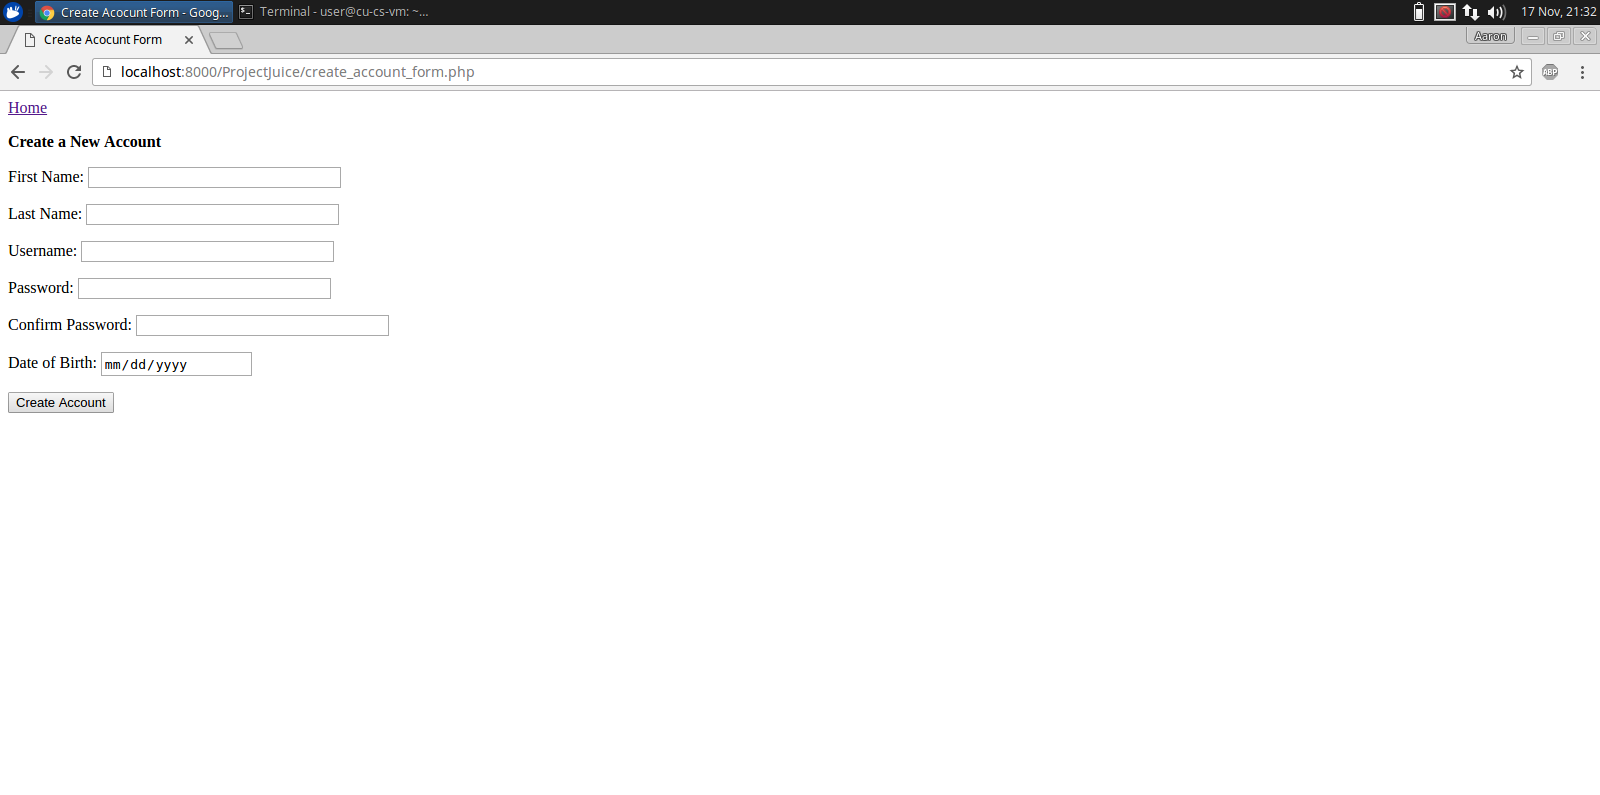 Create Acocunt Form - Goog...
Terminal - user@cu-cs-vm: ~...
17 Nov, 21:32
Create Acocunt Form
Aaron
localhost:8000/ProjectJuice/create_account_form.php
ABP
Home
Create a New Account
First Name:
Last Name:
Username:
Password:
Confirm Password:
Date of Birth: mm/dd/yyyy
Create Account